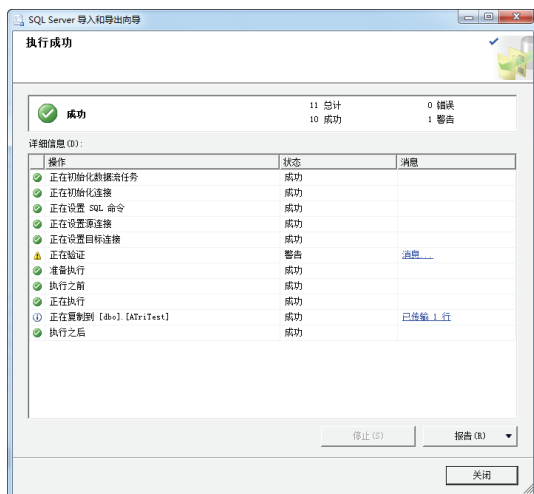 SQL Server 导入和导出向导
执行成功
成功
11 总计
0 错误
10 成功
1 警告
详细信息(D):
操作 状态 消息
正在初始化数据流任务 成功
正在初始化连接 成功
正在设置 SQL 命令 成功
正在设置源连接 成功
正在设置目标连接 成功
正在验证 警告 消息...
准备执行 成功
执行之前 成功
正在执行 成功
正在复制到 [dbo].[ATriTest] 成功 已传输 1 行
执行之后 成功
停止(S)
报告(R)
关闭